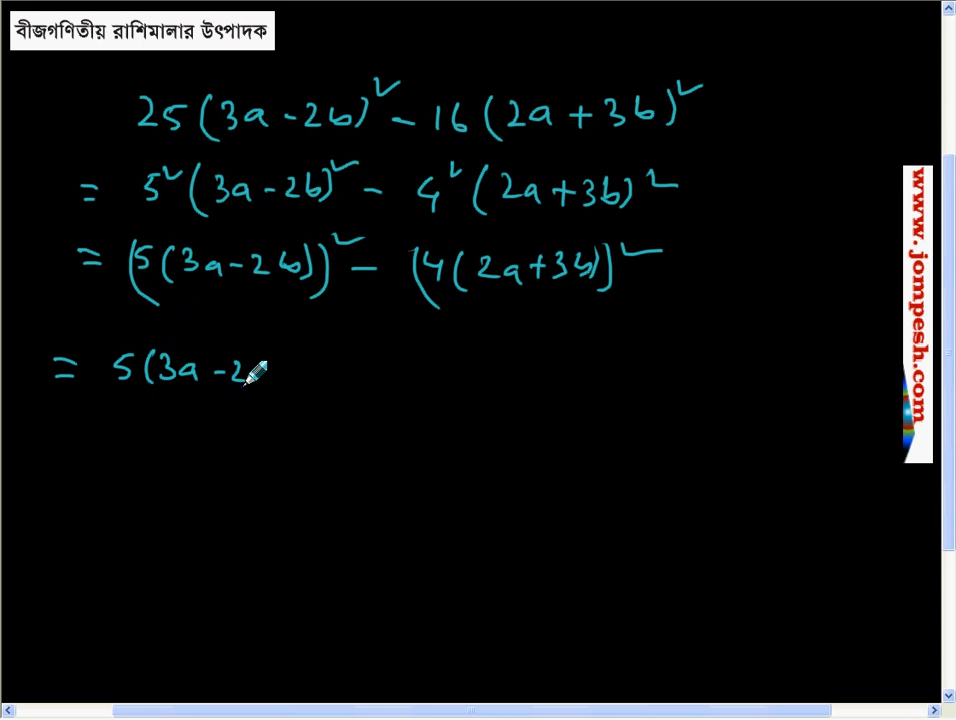 বীজগণিতীয় রাশিমালার উৎপাদক
25(3a-2b)² - 16(2a+3b)²
= 5²(3a-2b)² - 4²(2a+3b)²
= (5(3a-2b))² - (4(2a+3b))²
= 5(3a-2
www.jompesh.com